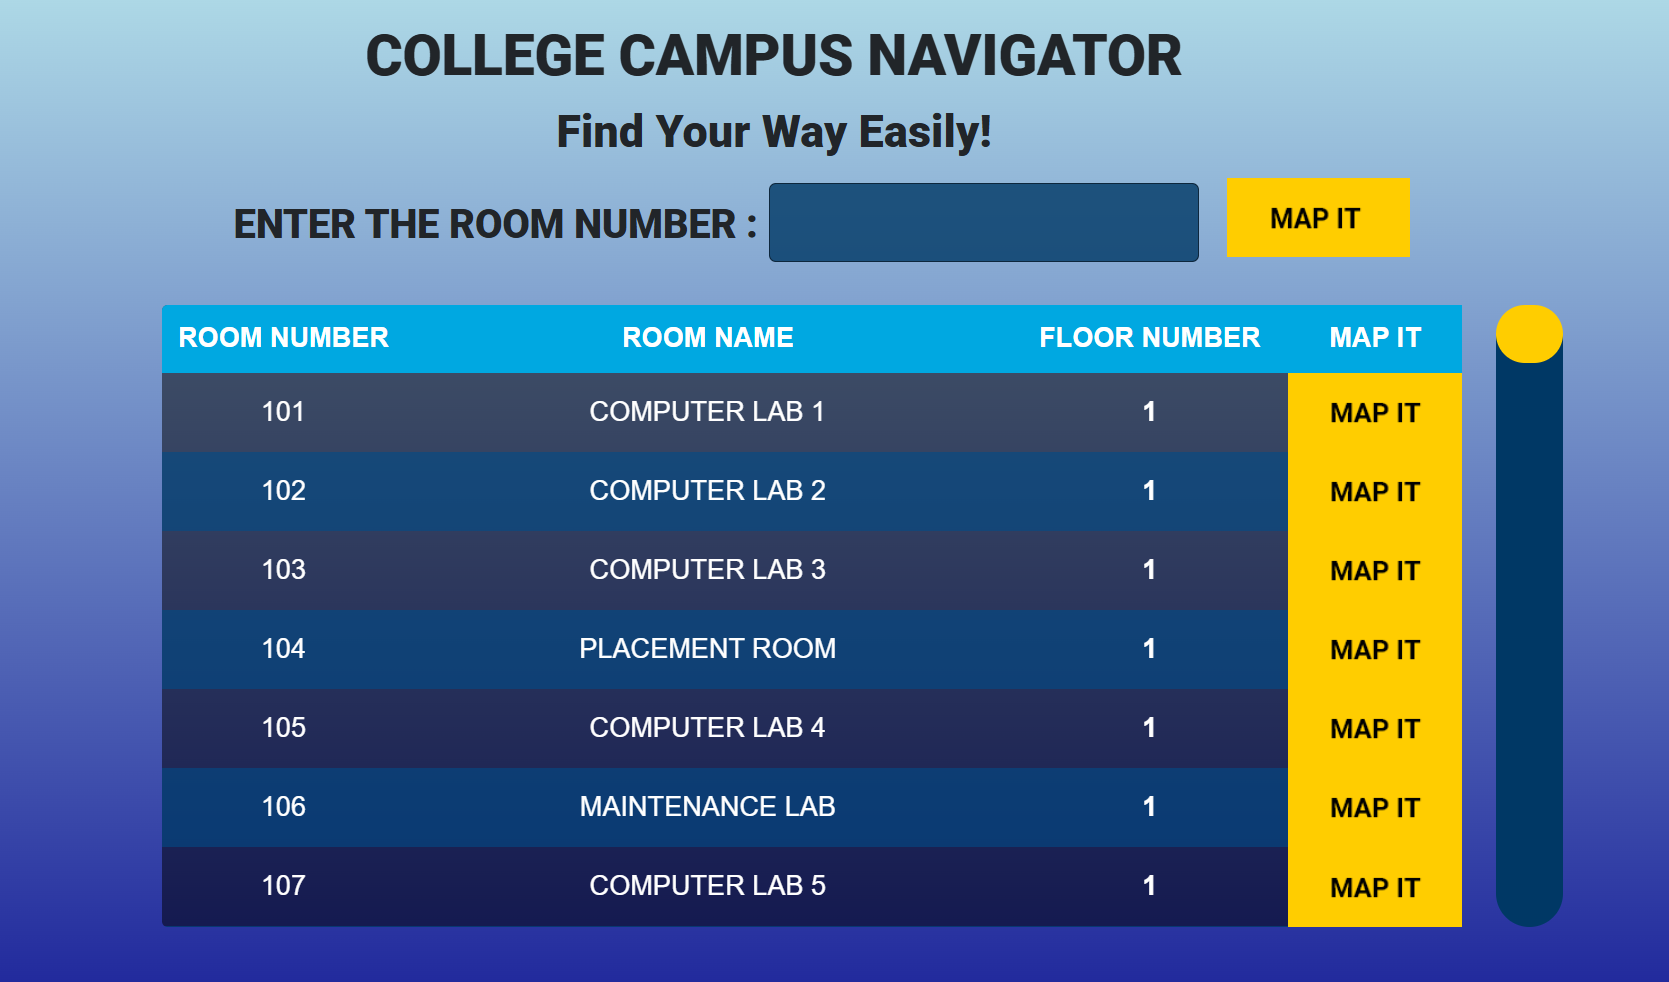 COLLEGE CAMPUS NAVIGATOR
Find Your Way Easily!
ENTER THE ROOM NUMBER : MAP IT
ROOM NUMBER ROOM NAME FLOOR NUMBER MAP IT
101 COMPUTER LAB 1 1 MAP IT
102 COMPUTER LAB 2 1 MAP IT
103 COMPUTER LAB 3 1 MAP IT
104 PLACEMENT ROOM 1 MAP IT
105 COMPUTER LAB 4 1 MAP IT
106 MAINTENANCE LAB 1 MAP IT
107 COMPUTER LAB 5 1 MAP IT